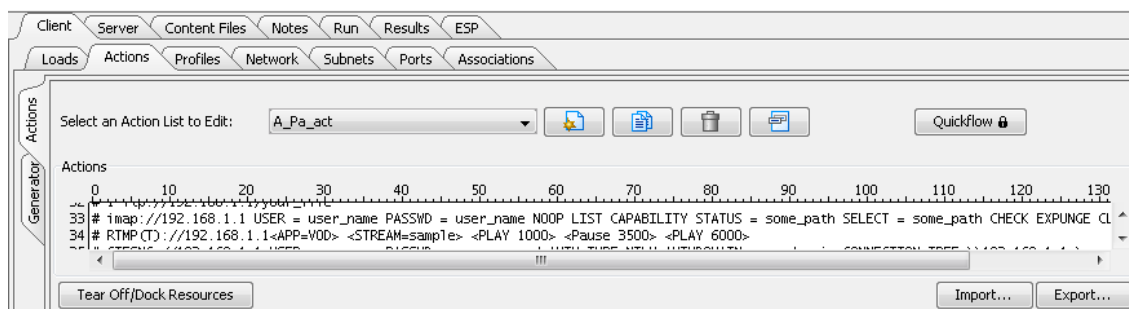 Client Server Content Files Notes Run Results ESP
Loads Actions Profiles Network Subnets Ports Associations
Actions
Generator
Select an Action List to Edit: A_Pa_act Quickflow
Actions
0 10 20 30 40 50 60 70 80 90 100 110 120 130
33 # imap://192.168.1.1 USER = user_name PASSWD = user_name NOOP LIST CAPABILITY STATUS = some_path SELECT = some_path CHECK EXPUNGE CL
34 # RTMP(T)://192.168.1.1<APP=VOD> <STREAM=sample> <PLAY 1000> <Pause 3500> <PLAY 6000>
Tear Off/Dock Resources Import... Export...